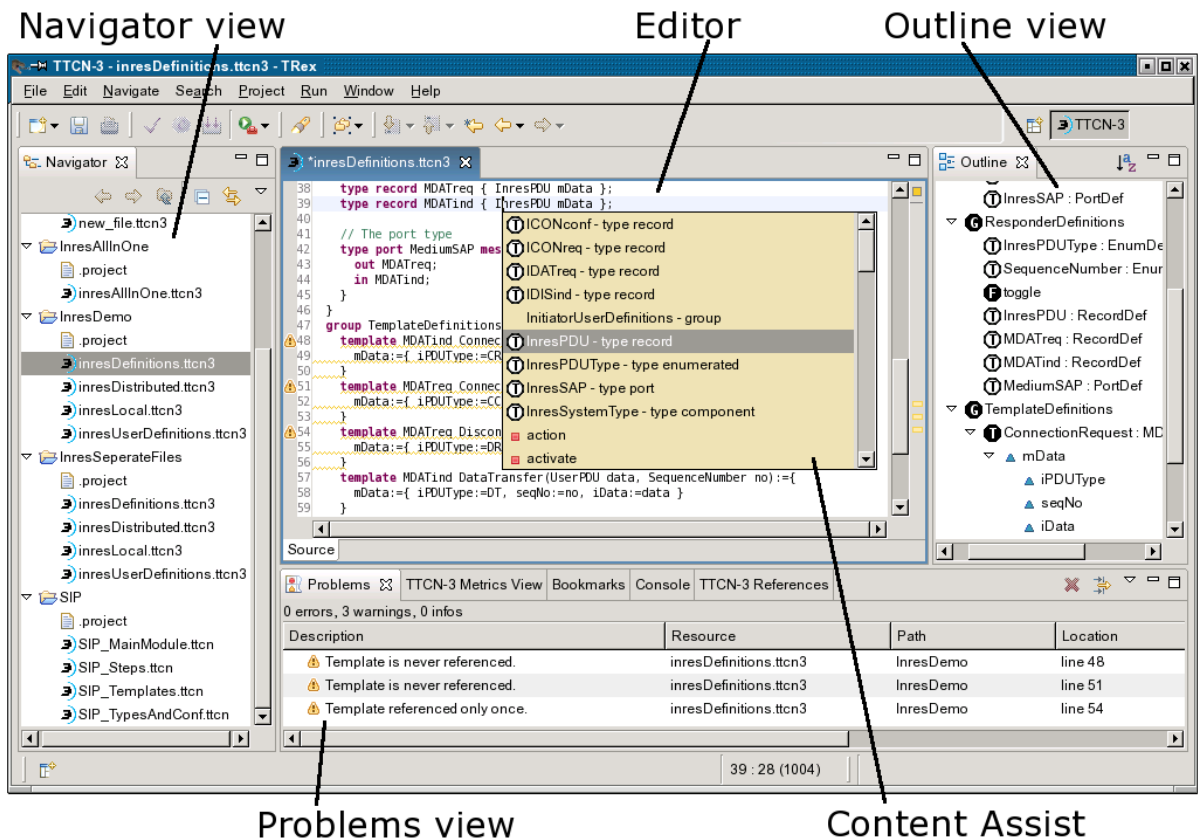 Navigator view Editor Outline view
TTCN-3 - inresDefinitions.ttcn3 - TRex
File Edit Navigate Search Project Run Window Help
TTCN-3
Navigator
new_file.ttcn3
InresAllInOne
.project
inresAllInOne.ttcn3
InresDemo
.project
inresDefinitions.ttcn3
inresDistributed.ttcn3
inresLocal.ttcn3
inresUserDefinitions.ttcn3
InresSeperateFiles
.project
inresDefinitions.ttcn3
inresDistributed.ttcn3
inresLocal.ttcn3
inresUserDefinitions.ttcn3
SIP
.project
SIP_MainModule.ttcn
SIP_Steps.ttcn
SIP_Templates.ttcn
SIP_TypesAndConf.ttcn
*inresDefinitions.ttcn3
38 type record MDATreq { InresPDU mData };
39 type record MDATind { InresPDU mData };
40
41 // The port type
42 type port MediumSAP mes
43 out MDATreq;
44 in MDATind;
45 }
46 }
47 group TemplateDefinitions
48 template MDATind Connec
49 mData:={ iPDUType:=CR
50 }
51 template MDATreq Connec
52 mData:={ iPDUType:=CC
53 }
54 template MDATreq Discon
55 mData:={ iPDUType:=DR
56 }
57 template MDATind DataTransfer(UserPDU data, SequenceNumber no):={
58 mData:={ iPDUType:=DT, seqNo:=no, iData:=data }
59 }
Source
ICONconf - type record
ICONreq - type record
IDATreq - type record
IDISind - type record
InitiatorUserDefinitions - group
InresPDU - type record
InresPDUType - type enumerated
InresSAP - type port
InresSystemType - type component
action
activate
Outline
InresSAP : PortDef
ResponderDefinitions
InresPDUType : EnumDe
SequenceNumber : Enur
toggle
InresPDU : RecordDef
MDATreq : RecordDef
MDATind : RecordDef
MediumSAP : PortDef
TemplateDefinitions
ConnectionRequest : MD
mData
iPDUType
seqNo
iData
Problems TTCN-3 Metrics View Bookmarks Console TTCN-3 References
0 errors, 3 warnings, 0 infos
Description Resource Path Location
Template is never referenced. inresDefinitions.ttcn3 InresDemo line 48
Template is never referenced. inresDefinitions.ttcn3 InresDemo line 51
Template referenced only once. inresDefinitions.ttcn3 InresDemo line 54
39 : 28 (1004)
Problems view Content Assist